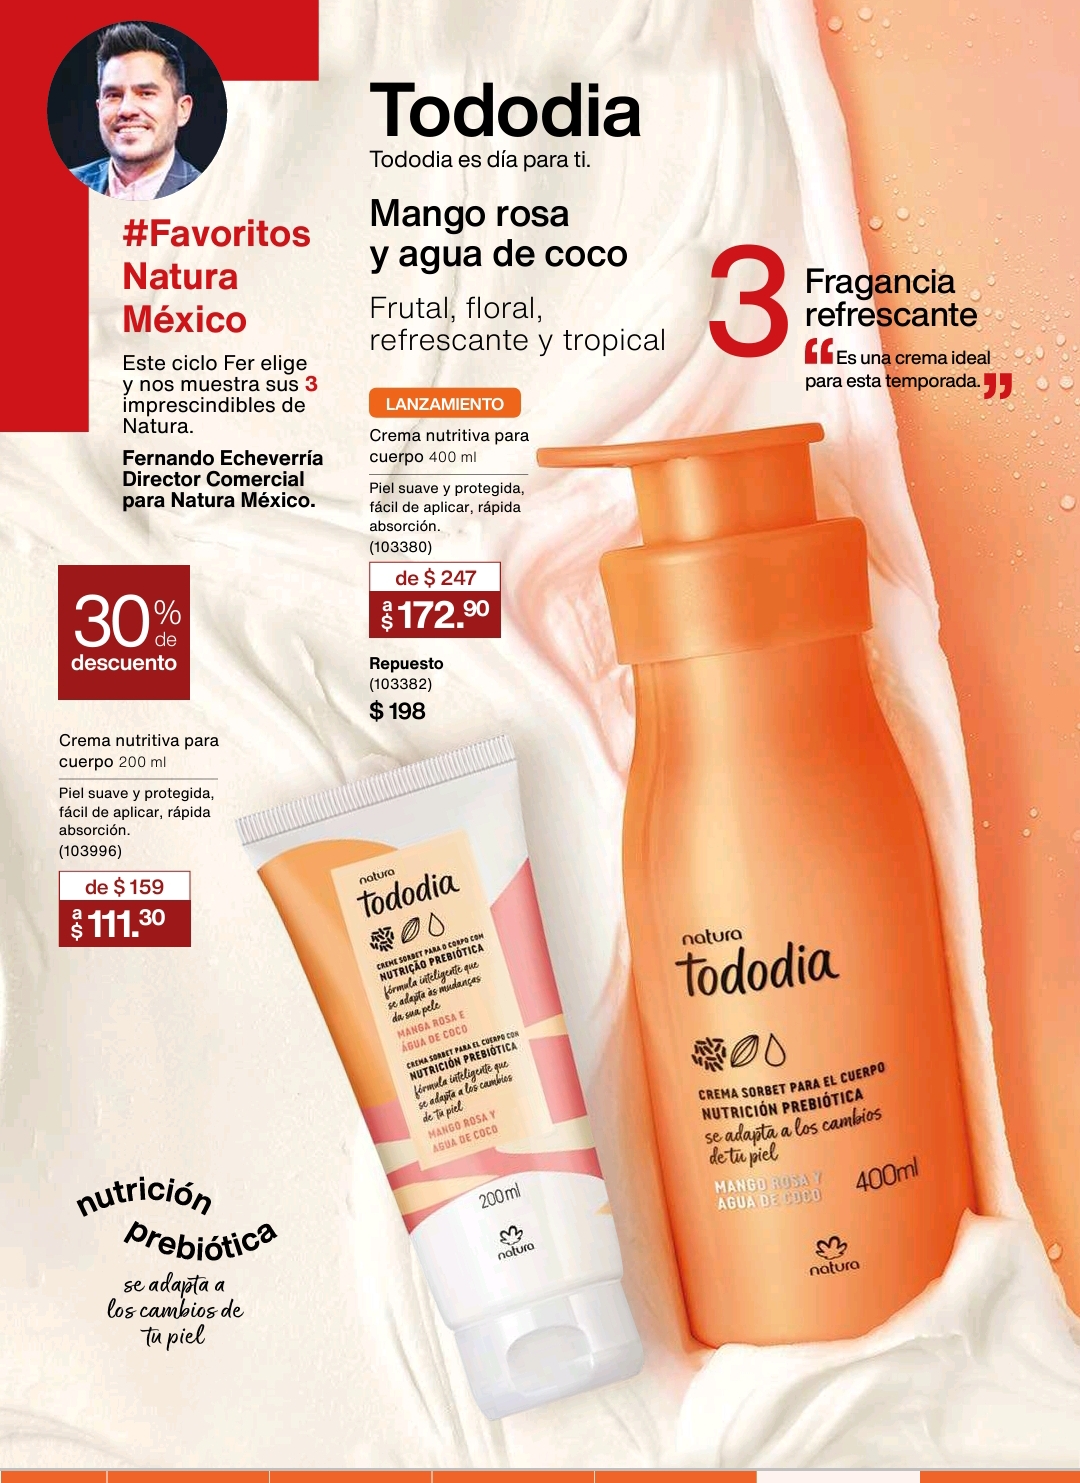 #Favoritos
Natura
México
Este ciclo Fer elige
y nos muestra sus 3
imprescindibles de
Natura.
Fernando Echeverría
Director Comercial
para Natura México.
Tododia
Tododia es día para ti.
Mango rosa
y agua de coco
Frutal, floral,
refrescante y tropical
3
Fragancia
refrescante
“Es una crema ideal
para esta temporada.”
LANZAMIENTO
Crema nutritiva para
cuerpo 400 ml
Piel suave y protegida,
fácil de aplicar, rápida
absorción.
(103380)
de $ 247
a $ 172.90
Repuesto
(103382)
$ 198
30% de
descuento
Crema nutritiva para
cuerpo 200 ml
Piel suave y protegida,
fácil de aplicar, rápida
absorción.
(103996)
de $ 159
a $ 111.30
natura
tododia
CREME SORBET PARA O CORPO COM
NUTRIÇÃO PREBIÓTICA
fórmula inteligente que
se adapta às mudanças
da sua pele
MANGA ROSA E
ÁGUA DE COCO
CREMA SORBET PARA EL CUERPO CON
NUTRICIÓN PREBIÓTICA
fórmula inteligente que
se adapta a los cambios
de tu piel
MANGO ROSA Y
AGUA DE COCO
200ml
natura
natura
tododia
CREMA SORBET PARA EL CUERPO
NUTRICIÓN PREBIÓTICA
se adapta a los cambios
de tu piel
MANGO ROSA Y
AGUA DE COCO
400ml
natura
nutrición
prebiótica
se adapta a
los cambios de
tu piel